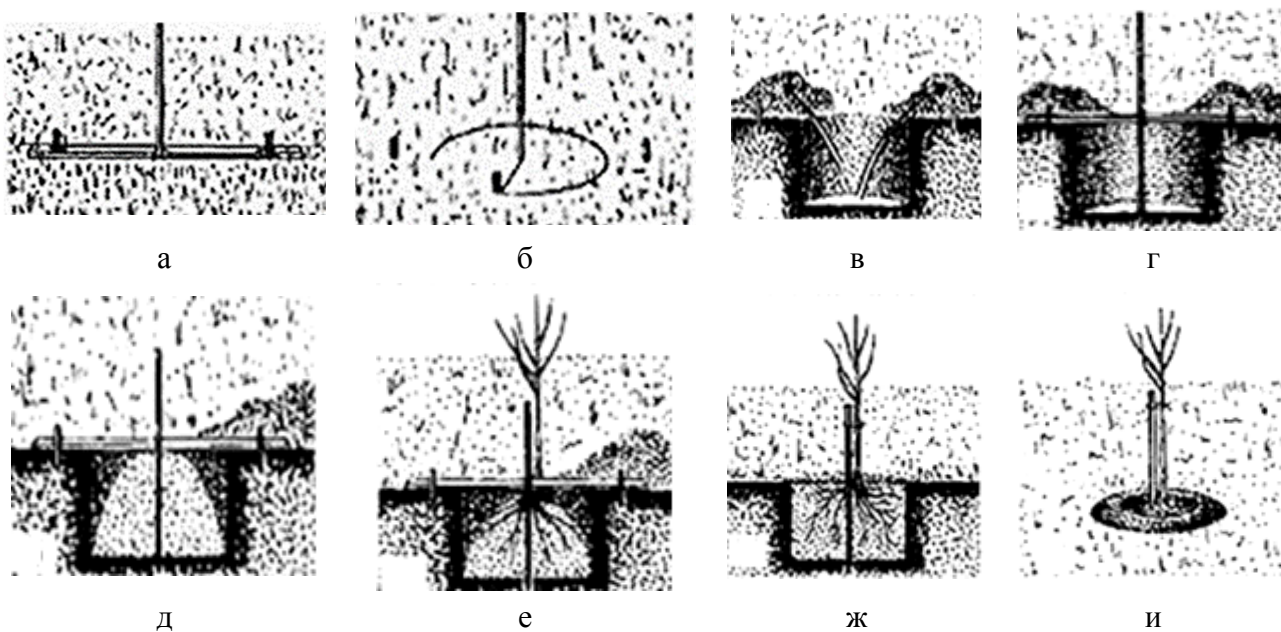 а б в г
д е ж и